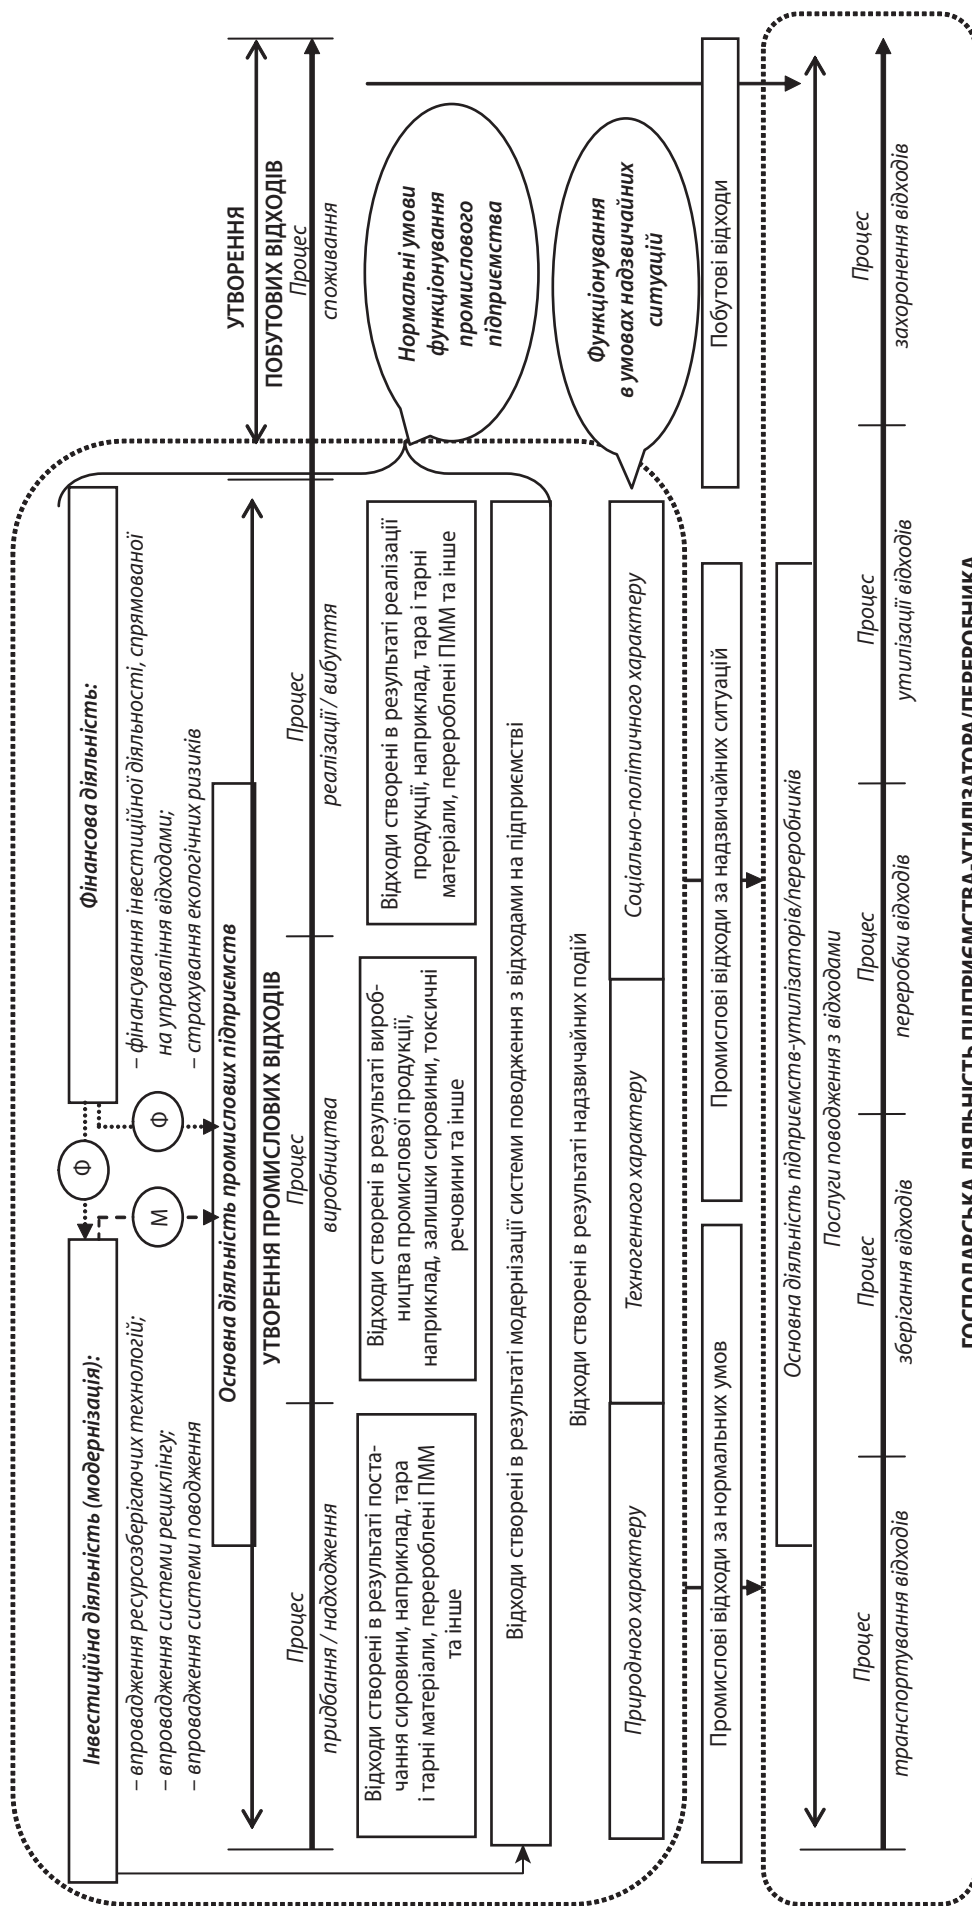 Інвестиційна діяльність (модернізація):
– впровадження ресурсозберігаючих технологій;
– впровадження системи рециклінгу;
– впровадження системи поводження
Ф
М
Ф
Фінансова діяльність:
– фінансування інвестиційної діяльності, спрямованої
на управління відходами;
– страхування екологічних ризиків
Основна діяльність промислових підприємств
УТВОРЕННЯ ПРОМИСЛОВИХ ВІДХОДІВ
УТВОРЕННЯ
ПОБУТОВИХ ВІДХОДІВ
Процес
придбання / надходження
Процес
виробництва
Процес
реалізації / вибуття
Процес
споживання
Відходи створені в результаті поста-
чання сировини, наприклад, тара
і тарні матеріали, перероблені ПММ
та інше
Відходи створені в результаті вироб-
ництва промислової продукції,
наприклад, залишки сировини, токсичні
речовини та інше
Відходи створені в результаті реалізації
продукції, наприклад, тара і тарні
матеріали, перероблені ПММ та інше
Нормальні умови
функціонування
промислового
підприємства
Відходи створені в результаті модернізації системи поводження з відходами на підприємстві
Відходи створені в результаті надзвичайних подій
Природного характеру
Техногенного характеру
Соціально-політичного характеру
Функціонування
в умовах надзвичайних
ситуацій
Промислові відходи за нормальних умов
Промислові відходи за надзвичайних ситуацій
Побутові відходи
Основна діяльність підприємств-утилізаторів/переробників
Послуги поводження з відходами
Процес
транспортування відходів
Процес
зберігання відходів
Процес
переробки відходів
Процес
утилізації відходів
Процес
захоронення відходів
ГОСПОДАРСЬКА ДІЯЛЬНІСТЬ ПІДПРИЄМСТВА-УТИЛІЗАТОРА/ПЕРЕРОБНИКА